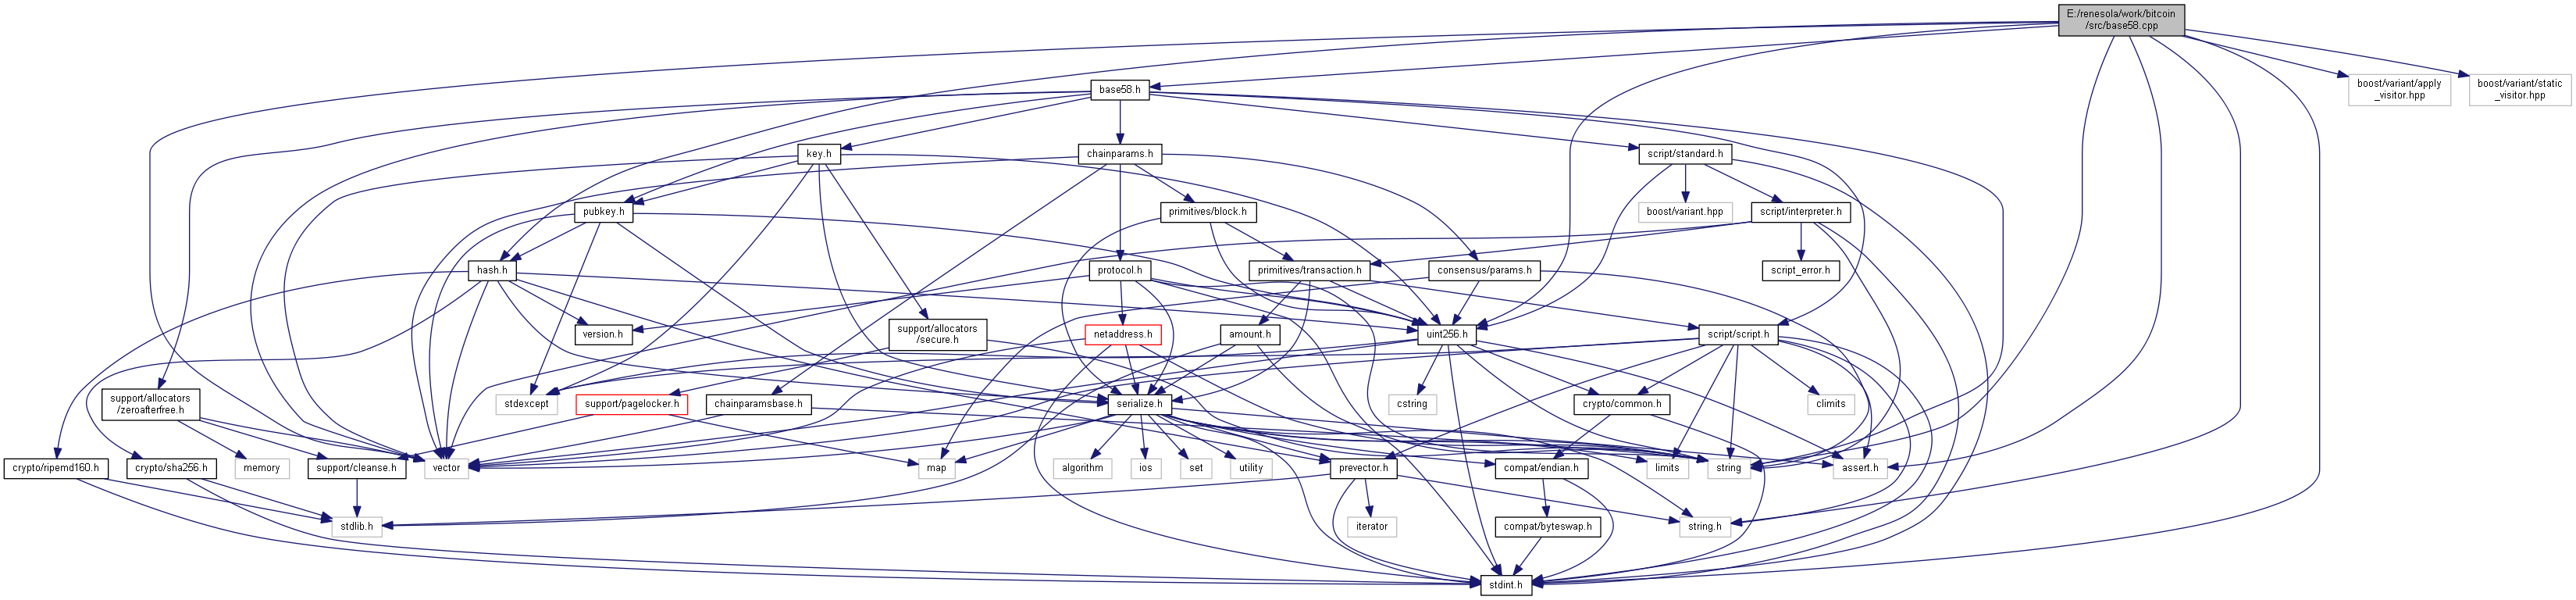 E:/renesola/work/bitcoin
/src/base58.cpp
base58.h
boost/variant/apply
_visitor.hpp
boost/variant/static
_visitor.hpp
key.h
chainparams.h
script/standard.h
pubkey.h
primitives/block.h
boost/variant.hpp
script/interpreter.h
hash.h
protocol.h
primitives/transaction.h
consensus/params.h
script_error.h
version.h
support/allocators
/secure.h
netaddress.h
amount.h
uint256.h
script/script.h
support/allocators
/zeroafterfree.h
stdexcept
support/pagelocker.h
chainparamsbase.h
serialize.h
cstring
crypto/common.h
climits
crypto/ripemd160.h
crypto/sha256.h
memory
support/cleanse.h
vector
map
algorithm
ios
set
utility
prevector.h
compat/endian.h
limits
string
assert.h
stdlib.h
iterator
compat/byteswap.h
string.h
stdint.h